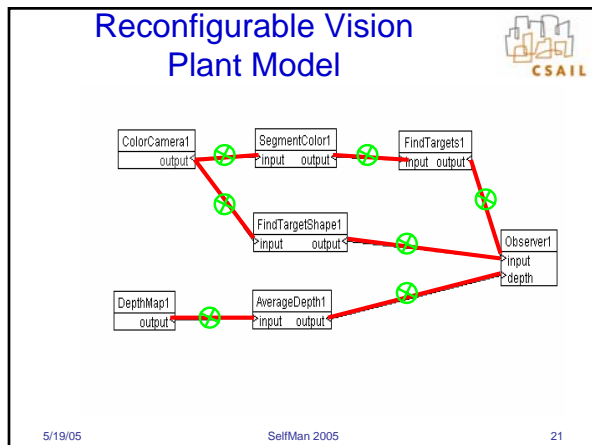 Reconfigurable Vision
Plant Model
CSAIL
ColorCamera1
output
SegmentColor1
input output
FindTargets1
input output
FindTargetShape1
input output
Observer1
input
depth
DepthMap1
output
AverageDepth1
input output
5/19/05 SelfMan 2005 21